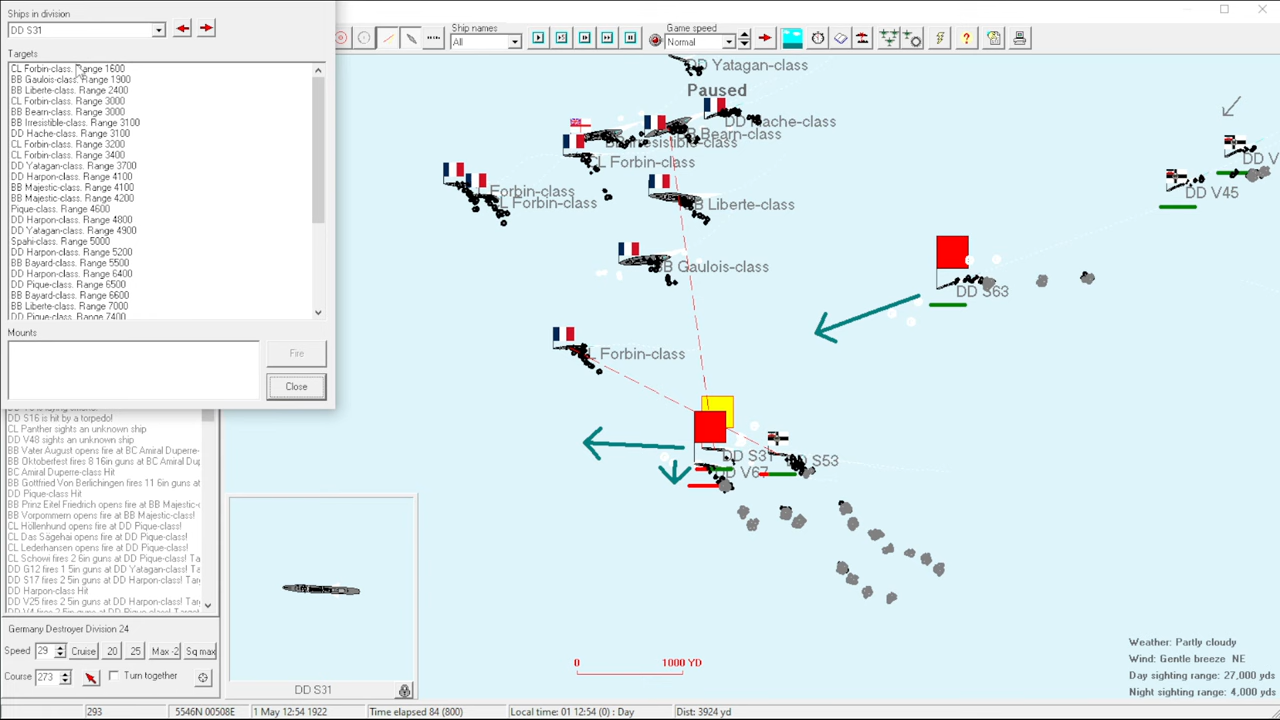 Ships in division
DD S31
Targets
CL Forbin-class. Range 1600
BB Gaulois-class. Range 1900
BB Liberte-class. Range 2400
CL Forbin-class. Range 3000
BB Bearn-class. Range 3000
BB Irresistible-class. Range 3100
DD Hache-class. Range 3100
CL Forbin-class. Range 3200
CL Forbin-class. Range 3400
DD Yatagan-class. Range 3700
DD Harpon-class. Range 4100
BB Majestic-class. Range 4100
BB Majestic-class. Range 4200
Pique-class. Range 4600
DD Harpon-class. Range 4800
DD Yatagan-class. Range 4900
Spahi-class. Range 5000
DD Harpon-class. Range 5200
BB Bayard-class. Range 5500
DD Harpon-class. Range 6400
DD Pique-class. Range 6500
BB Bayard-class. Range 6600
BB Liberte-class. Range 7000
DD Pique-class. Range 7400
Mounts
Fire
Close
Ship names
All
Game speed
Normal
DD Yatagan-class
Paused
DD Hache-class
BB Bearn-class
BB Irresistible-class
CL Forbin-class
Forbin-class
CL Forbin-class
BB Liberte-class
BB Gaulois-class
CL Forbin-class
DD V
DD V45
DD S63
DD S31
DD S53
DD V67
DD S16 is hit by a torpedo!
CL Panther sights an unknown ship
DD V48 sights an unknown ship
BB Vater August opens fire at BC Amiral Duperre-
BB Oktoberfest fires 8 16in guns at BC Amiral Dup
BC Amiral Duperre-class Hit
BB Gottfried Von Berlichingen fires 11 6in guns at
DD Pique-class Hit
BB Prinz Eitel Friedrich opens fire at BB Majestic-
BB Vorpommern opens fire at BB Majestic-c
CL Höllenhund opens fire at DD Pique-class!
CL Das Sägehai opens fire at DD Pique-class!
CL Lederhansen opens fire at DD Pique-class!
CL Schowi fires 2 6in guns at DD Pique-class! Ta
DD G12 fires 1 5in guns at DD Yatagan-class! Ta
DD S17 fires 2 5in guns at DD Harpon-class! Tar
DD Harpon-class Hit
DD V25 fires 2 5in guns at DD Harpon-class! Tar
Germany Destroyer Division 24
Speed 29 Cruise 20 25 Max -2 Sq max
Course 273 Turn together
DD S31
0 1000 YD
Weather: Partly cloudy
Wind: Gentle breeze NE
Day sighting range: 27,000 yds
Night sighting range: 4,000 yds
293 5546N 00508E 1 May 12:54 1922 Time elapsed 84 (800) Local time: 01 12:54 (0) : Day Dist: 3924 yd